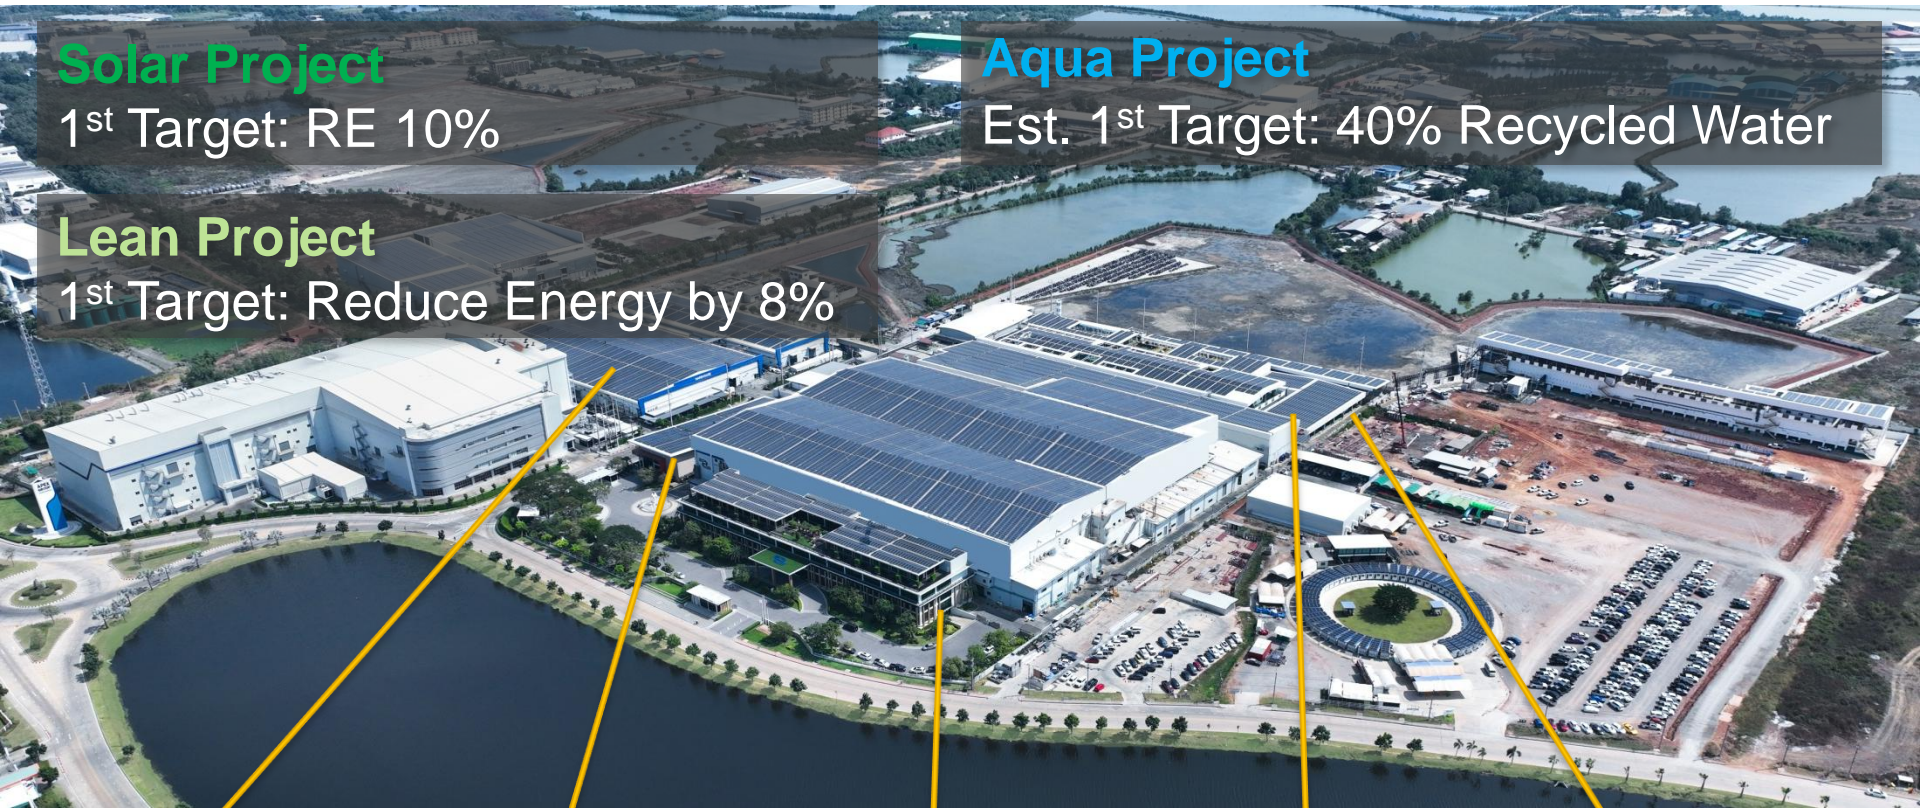 Solar Project
1st Target: RE 10%
Aqua Project
Est. 1st Target: 40% Recycled Water
Lean Project
1st Target: Reduce Energy by 8%
APEX